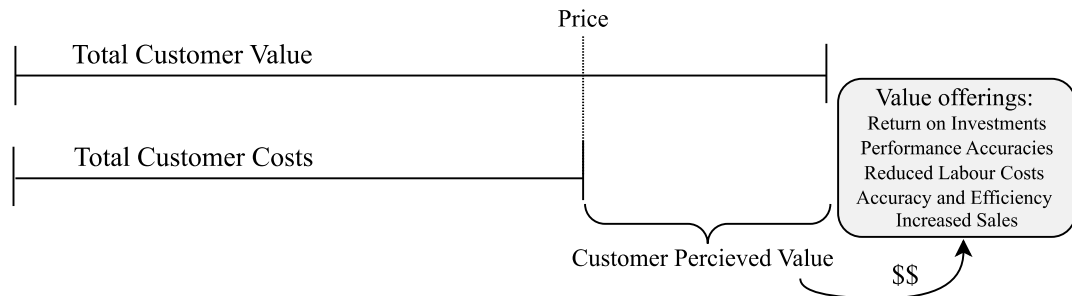 Price
Total Customer Value
Total Customer Costs
Value offerings:
Return on Investments
Performance Accuracies
Reduced Labour Costs
Accuracy and Efficiency
Increased Sales
Customer Percieved Value
$$